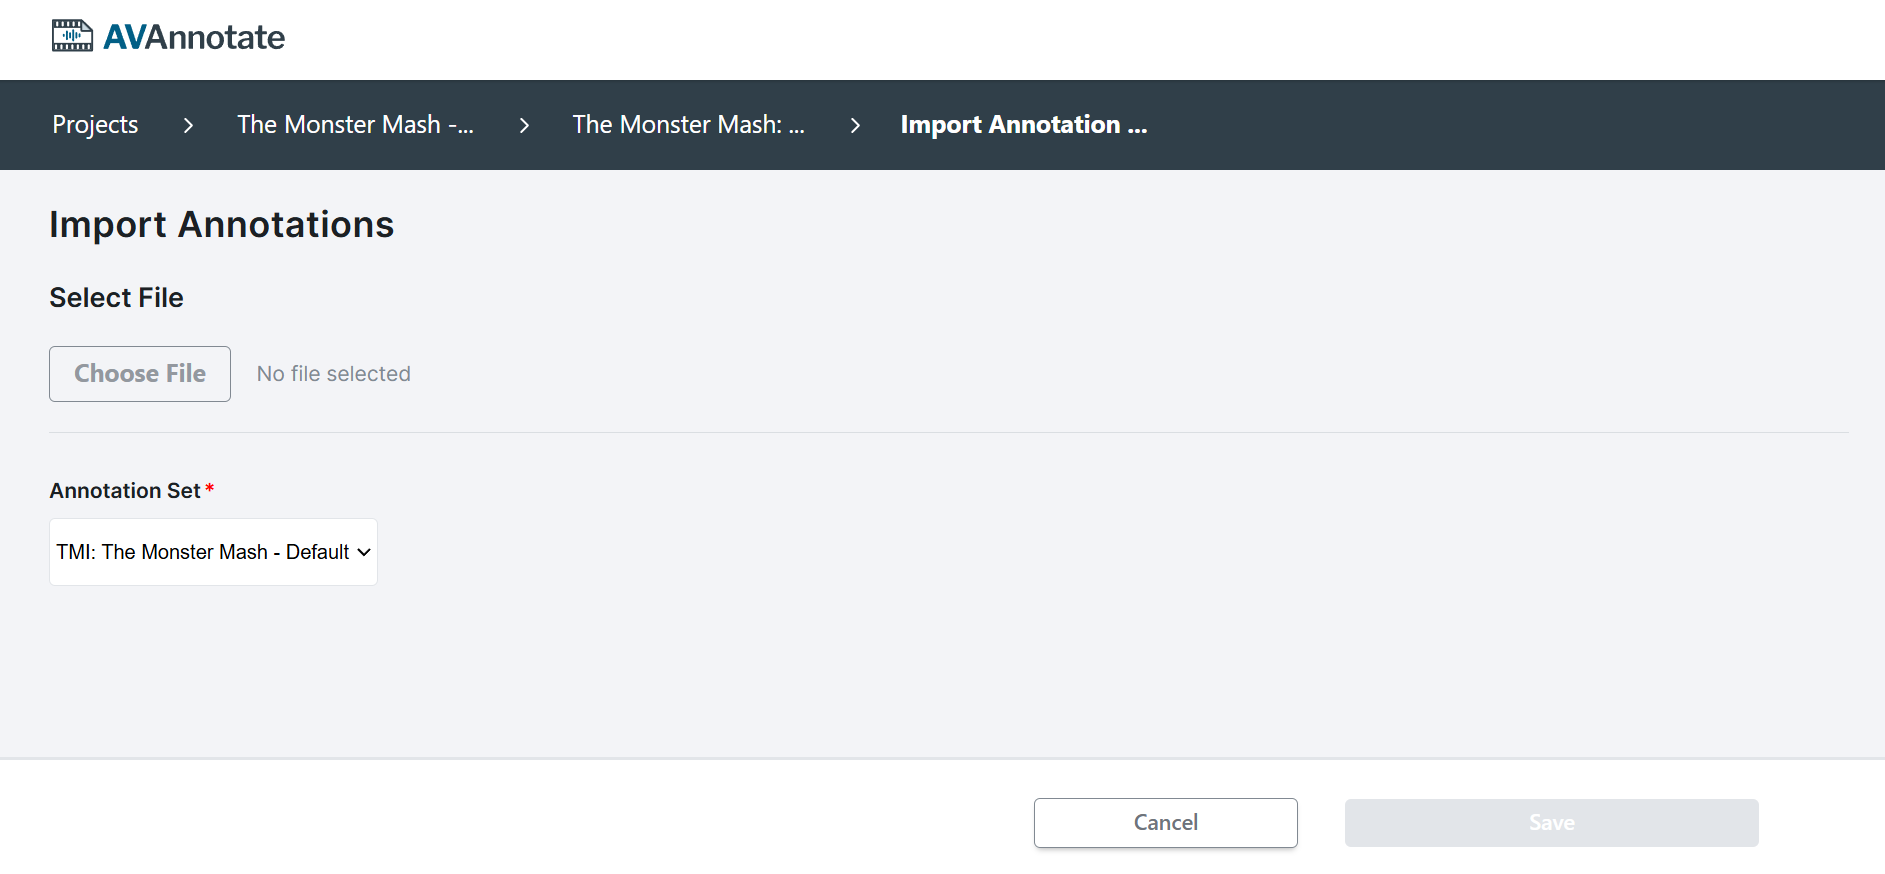 AVAnnotate
Projects > The Monster Mash -... > The Monster Mash: ... > Import Annotation ...
Import Annotations
Select File
Choose File No file selected
Annotation Set*
TMI: The Monster Mash - Default
Cancel Save